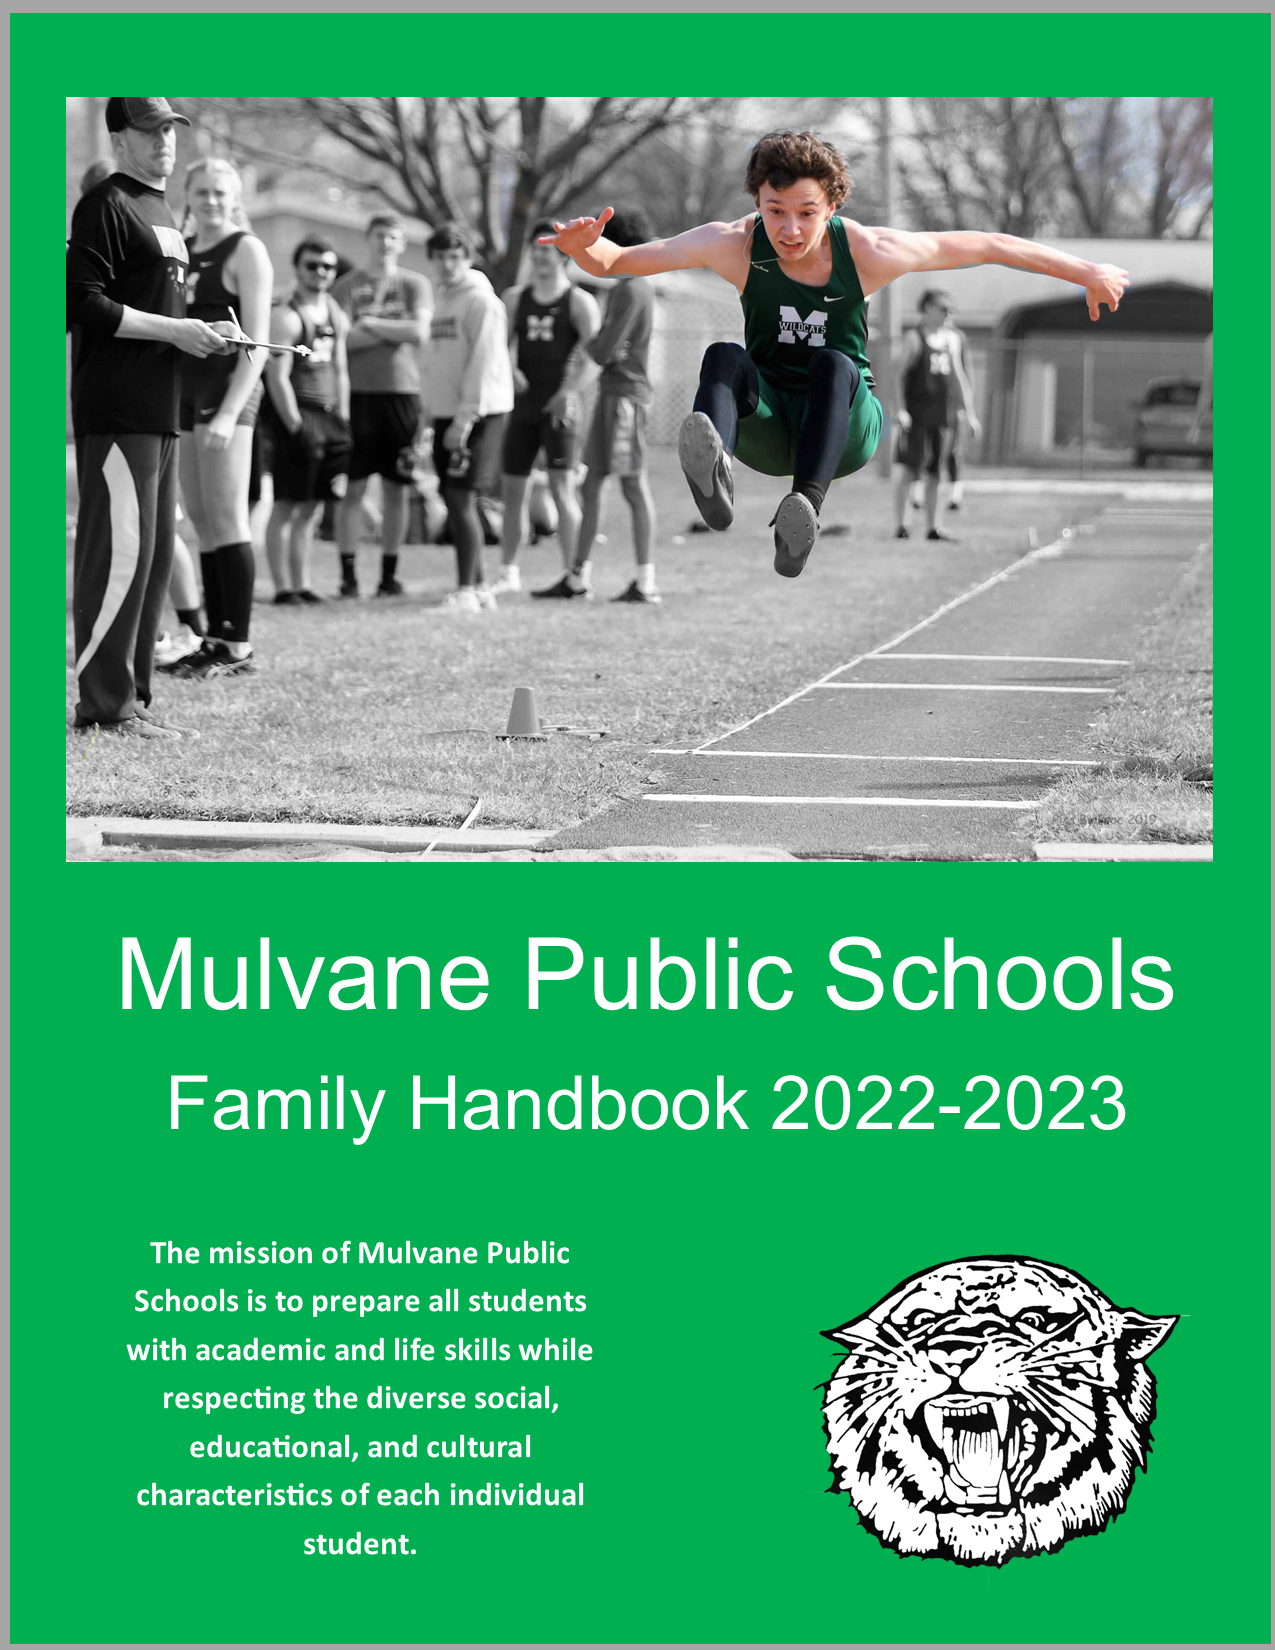 M
WILDCATS
M
2019
Mulvane Public Schools
Family Handbook 2022-2023
The mission of Mulvane Public
Schools is to prepare all students
with academic and life skills while
respecting the diverse social,
educational, and cultural
characteristics of each individual
student.